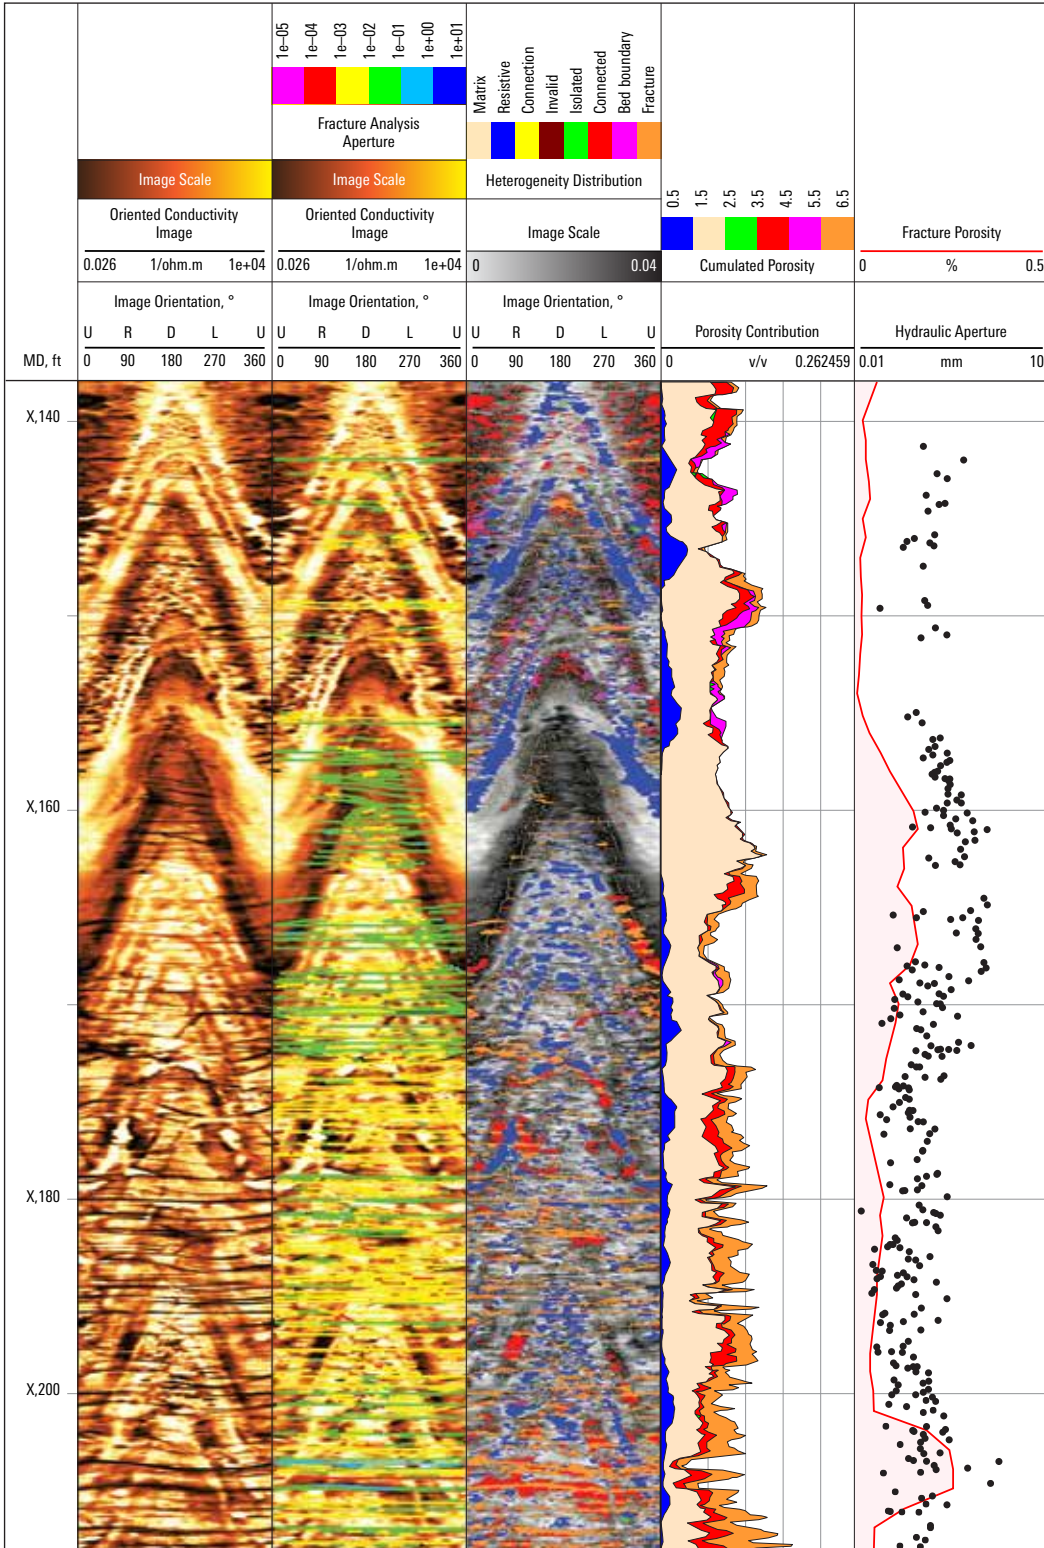 1e–05
1e–04
1e–03
1e–02
1e–01
1e+00
1e+01
Fracture Analysis
Aperture
Matrix
Resistive
Connection
Invalid
Isolated
Connected
Bed boundary
Fracture
Image Scale
Image Scale
Heterogeneity Distribution
0.5
1.5
2.5
3.5
4.5
5.5
6.5
Oriented Conductivity
Image
Oriented Conductivity
Image
Image Scale
Fracture Porosity
0.026 1/ohm.m 1e+04
0.026 1/ohm.m 1e+04
0 0.04
Cumulated Porosity
0 % 0.5
Image Orientation, °
Image Orientation, °
Image Orientation, °
Porosity Contribution
Hydraulic Aperture
U R D L U
U R D L U
U R D L U
MD, ft
0 90 180 270 360
0 90 180 270 360
0 90 180 270 360
0 v/v 0.262459
0.01 mm 10
X,140
X,160
X,180
X,200